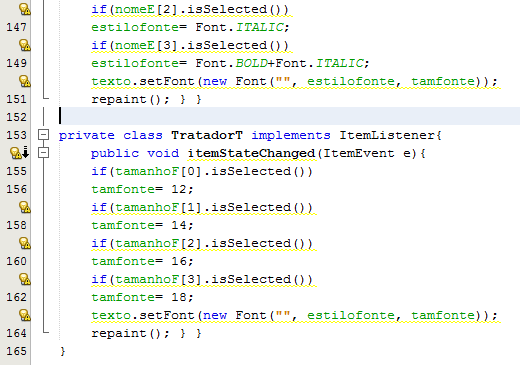 if(nomeE[2].isSelected())
147 estilofonte= Font.ITALIC;
if(nomeE[3].isSelected())
149 estilofonte= Font.BOLD+Font.ITALIC;
texto.setFont(new Font("", estilofonte, tamfonte));
151 repaint(); } }
152
153 private class TratadorT implements ItemListener{
public void itemStateChanged(ItemEvent e){
155 if(tamanhoF[0].isSelected())
156 tamfonte= 12;
if(tamanhoF[1].isSelected())
158 tamfonte= 14;
if(tamanhoF[2].isSelected())
160 tamfonte= 16;
if(tamanhoF[3].isSelected())
162 tamfonte= 18;
texto.setFont(new Font("", estilofonte, tamfonte));
164 repaint(); } }
165 }